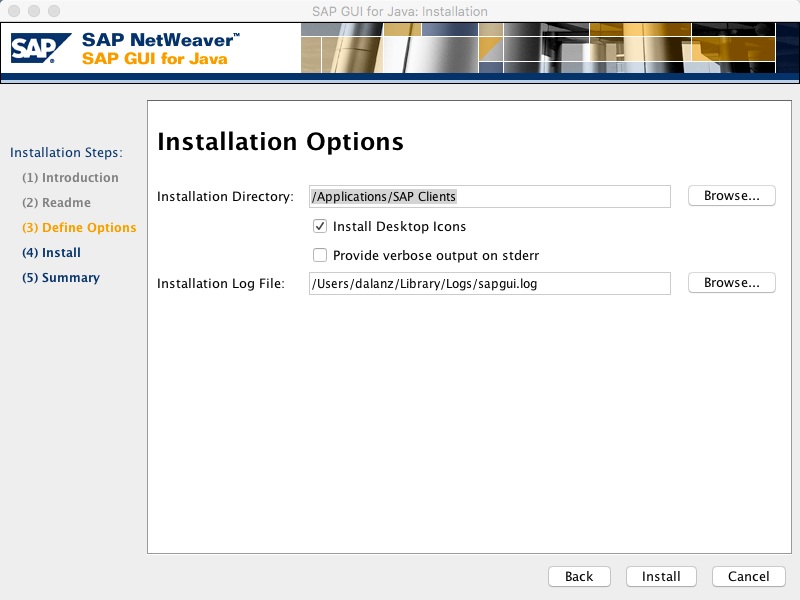 SAP GUI for Java: Installation
SAP
SAP NetWeaver™
SAP GUI for Java
Installation Steps:
(1) Introduction
(2) Readme
(3) Define Options
(4) Install
(5) Summary
Installation Options
Installation Directory: /Applications/SAP Clients Browse...
Install Desktop Icons
Provide verbose output on stderr
Installation Log File: /Users/dalanz/Library/Logs/sapgui.log Browse...
Back Install Cancel